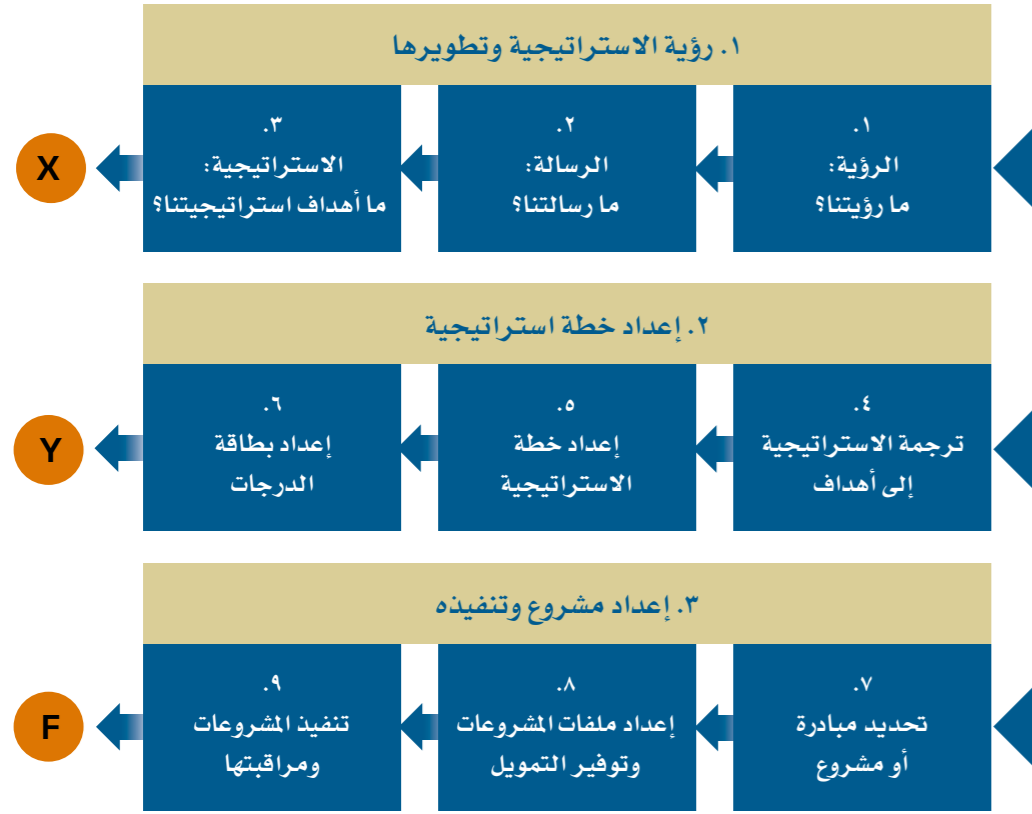 ١. رؤية الاستراتيجية وتطويرها
١.
الرؤية:
ما رؤيتنا؟
٢.
الرسالة:
ما رسالتنا؟
٣.
الاستراتيجية:
ما أهداف استراتيجيتنا؟
X
٢. إعداد خطة استراتيجية
٤.
ترجمة الاستراتيجية
إلى أهداف
٥.
إعداد خطة
الاستراتيجية
٦.
إعداد بطاقة
الدرجات
Y
٣. إعداد مشروع وتنفيذه
٧.
تحديد مبادرة
أو مشروع
٨.
إعداد ملفات المشروعات
وتوفير التمويل
٩.
تنفيذ المشروعات
ومراقبتها
F